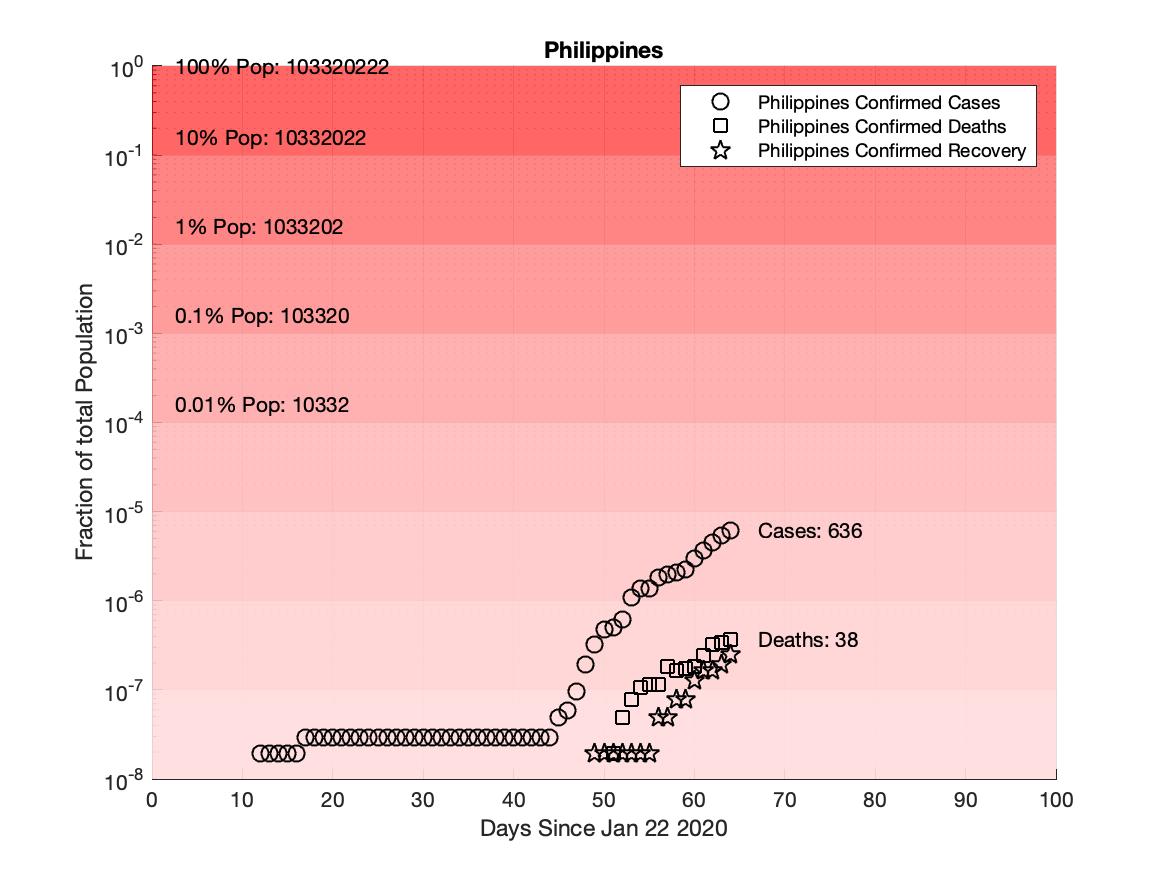 Philippines
10^0
100% Pop: 103320222
Philippines Confirmed Cases
Philippines Confirmed Deaths
Philippines Confirmed Recovery
10% Pop: 10332022
10^-1
1% Pop: 1033202
10^-2
0.1% Pop: 103320
10^-3
0.01% Pop: 10332
10^-4
10^-5
Cases: 636
10^-6
Deaths: 38
10^-7
10^-8
Fraction of total Population
0 10 20 30 40 50 60 70 80 90 100
Days Since Jan 22 2020